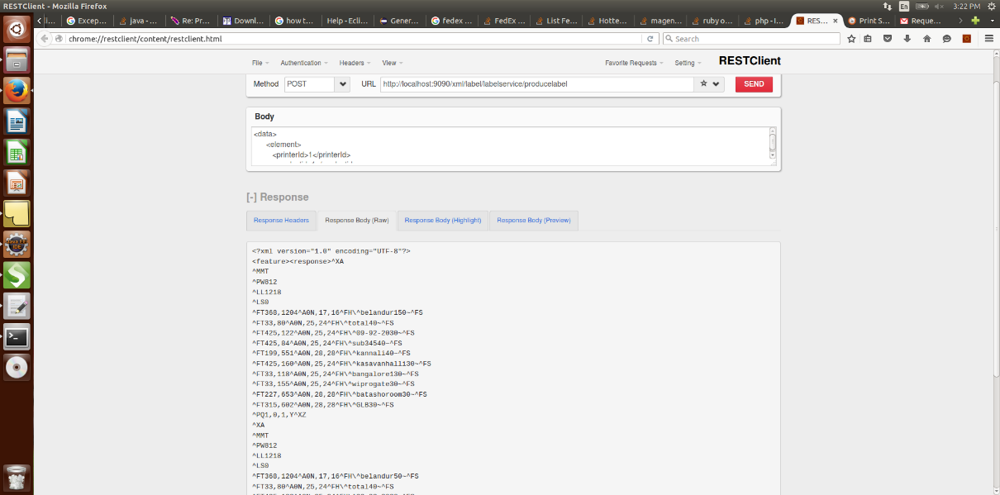 RESTClient - Mozilla Firefox
En
3:22 PM
Excep...
java - ...
Re: Pr...
Downl...
how t...
Help - Ecli...
Gener...
fedex ...
FedEx ...
List Fe...
Hotte...
magen...
ruby o...
php - I...
RES...
Print S...
Reque...
chrome://restclient/content/restclient.html
Search
File
Authentication
Headers
View
Favorite Requests
Setting
RESTClient
Method
POST
URL
http://localhost:9090/xml/label/labelservice/producelabel
SEND
Body
<data>
<element>
<printerId>1</printerId>
[-] Response
Response Headers
Response Body (Raw)
Response Body (Highlight)
Response Body (Preview)
<?xml version="1.0" encoding="UTF-8"?>
<feature><response>^XA
^MMT
^PW812
^LL1218
^LS0
^FT368,1204^A0N,17,16^FH\^belandur150~^FS
^FT33,80^A0N,25,24^FH\^total40~^FS
^FT425,122^A0N,25,24^FH\^09-92-2030~^FS
^FT425,84^A0N,25,24^FH\^sub34540~^FS
^FT199,551^A0N,28,28^FH\^kannali40~^FS
^FT425,160^A0N,25,24^FH\^kasavanhalli30~^FS
^FT33,118^A0N,25,24^FH\^bangalore130~^FS
^FT33,155^A0N,25,24^FH\^wiprogate30~^FS
^FT227,653^A0N,28,28^FH\^batashoroom30~^FS
^FT315,602^A0N,28,28^FH\^GLB30~^FS
^PQ1,0,1,Y^XZ
^XA
^MMT
^PW812
^LL1218
^LS0
^FT368,1204^A0N,17,16^FH\^belandur50~^FS
^FT33,80^A0N,25,24^FH\^total40~^FS